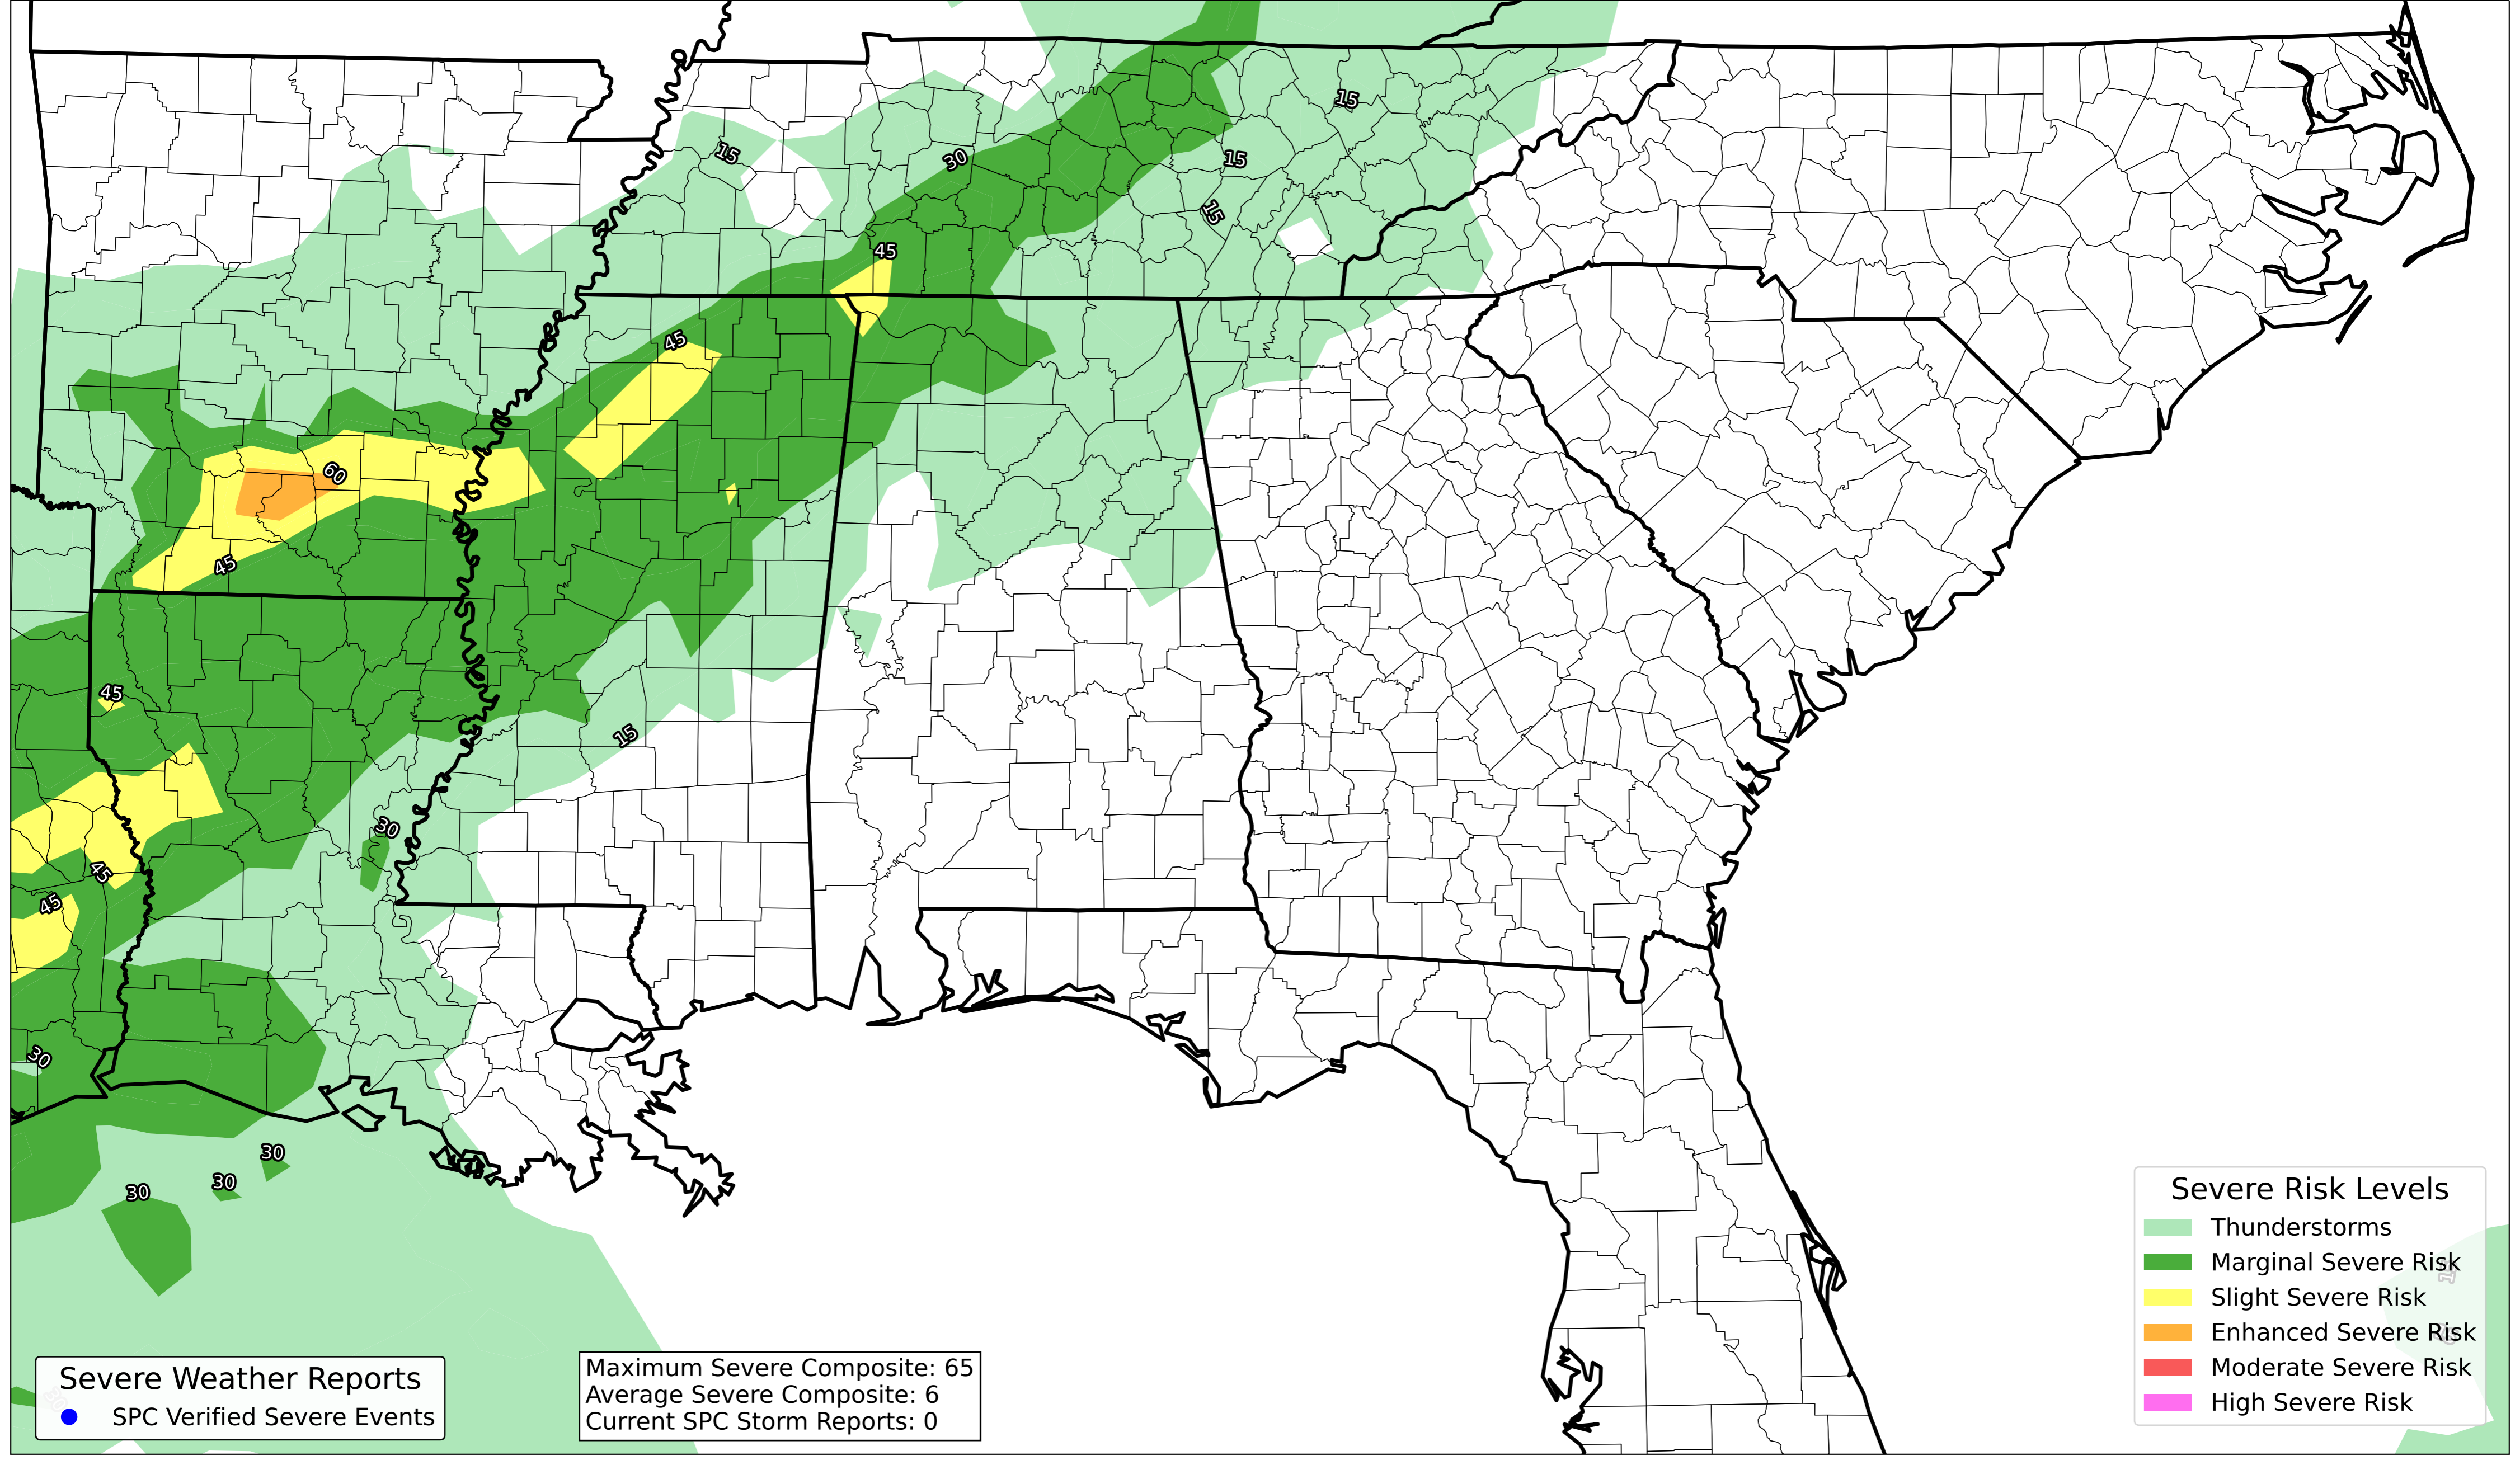 15
15
30
15
15
45
45
60
45
45
15
30
45
45
30
30
30
30
Severe Risk Levels
Thunderstorms
Marginal Severe Risk
Slight Severe Risk
Enhanced Severe Risk
Moderate Severe Risk
High Severe Risk
Severe Weather Reports
SPC Verified Severe Events
Maximum Severe Composite: 65
Average Severe Composite: 6
Current SPC Storm Reports: 0